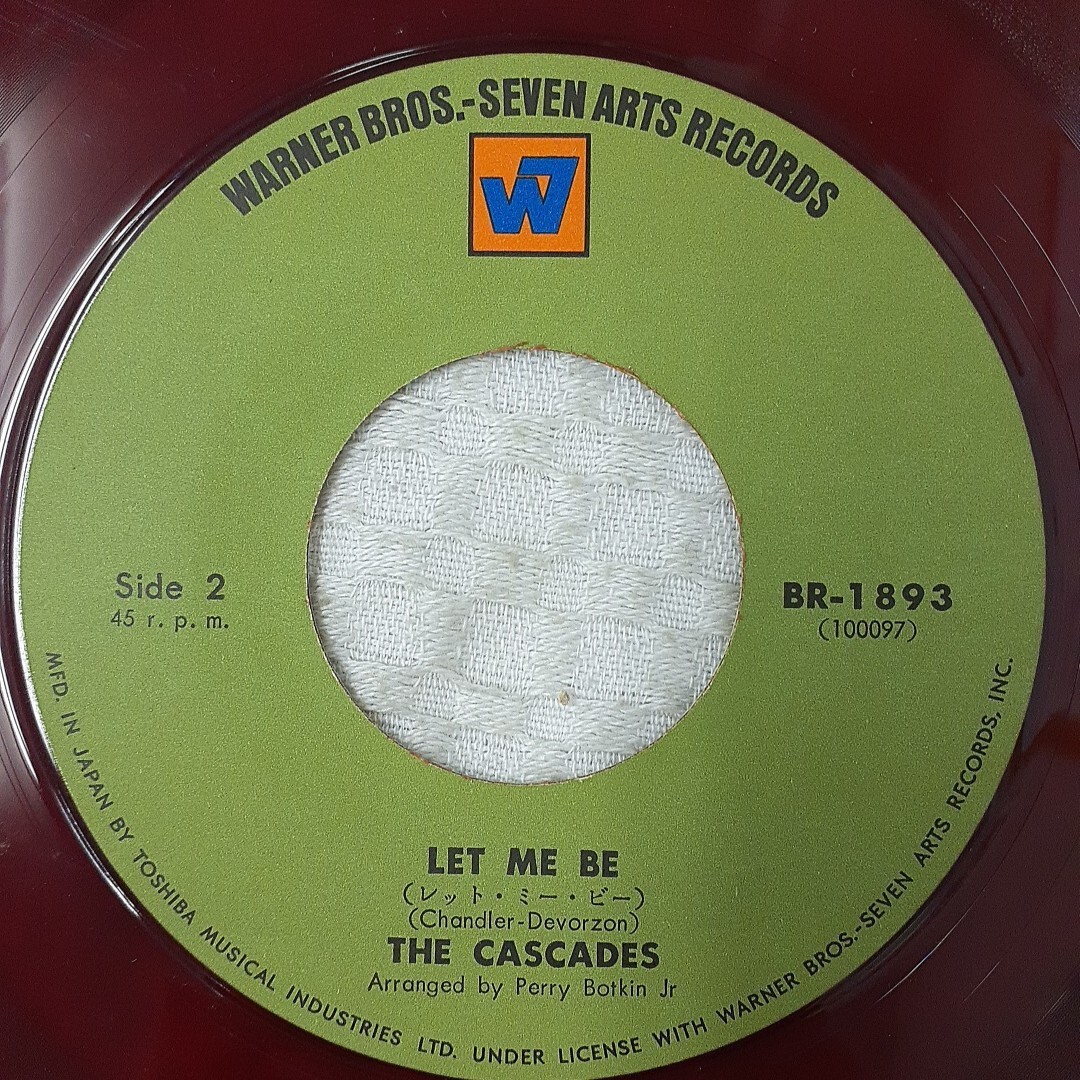 WARNER BROS.-SEVEN ARTS RECORDS
W7
Side 2
45 r. p. m.
BR-1893
(100097)
LET ME BE
(レット・ミー・ビー)
(Chandler-Devorzon)
THE CASCADES
Arranged by Perry Botkin Jr
MFD. IN JAPAN BY TOSHIBA MUSICAL INDUSTRIES LTD. UNDER LICENSE WITH WARNER BROS.-SEVEN ARTS RECORDS, INC.